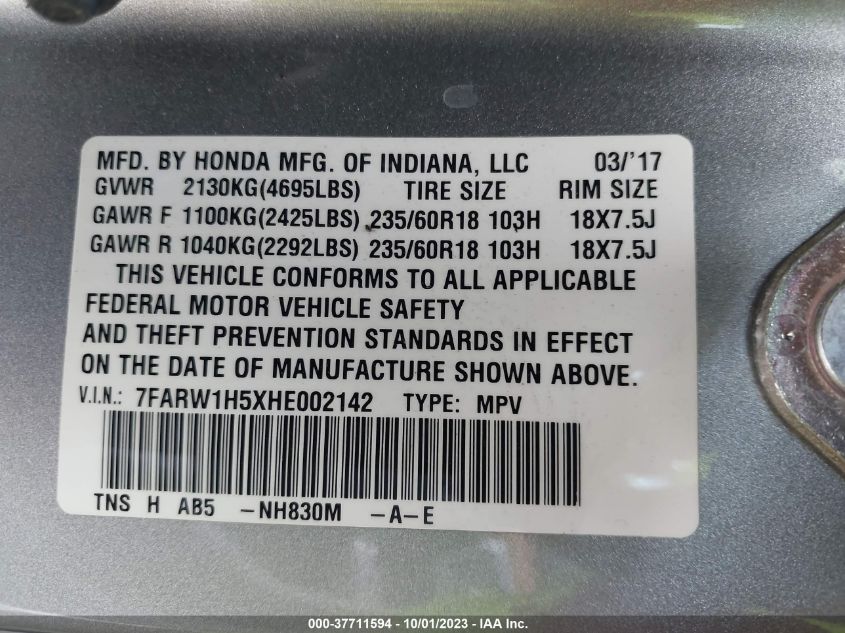 MFD. BY HONDA MFG. OF INDIANA, LLC 03/'17
GVWR 2130KG(4695LBS) TIRE SIZE RIM SIZE
GAWR F 1100KG(2425LBS) 235/60R18 103H 18X7.5J
GAWR R 1040KG(2292LBS) 235/60R18 103H 18X7.5J
THIS VEHICLE CONFORMS TO ALL APPLICABLE
FEDERAL MOTOR VEHICLE SAFETY
AND THEFT PREVENTION STANDARDS IN EFFECT
ON THE DATE OF MANUFACTURE SHOWN ABOVE.
V.I.N.: 7FARW1H5XHE002142 TYPE: MPV
TNS H AB5 -NH830M -A-E
000-37711594 - 10/01/2023 - © IAA Inc.